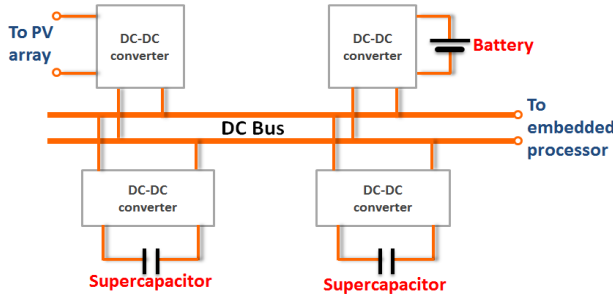 To PV
array
DC-DC
converter
DC-DC
converter
Battery
DC Bus
To
embedded
processor
DC-DC
converter
DC-DC
converter
Supercapacitor
Supercapacitor